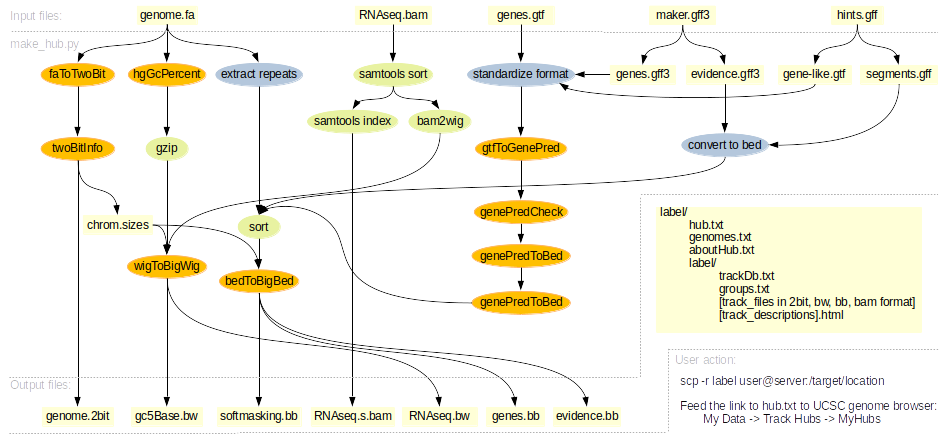 Input files:
genome.fa
RNAseq.bam
genes.gtf
maker.gff3
hints.gff
make_hub.py
faToTwoBit
hgGcPercent
extract repeats
samtools sort
standardize format
genes.gff3
evidence.gff3
gene-like.gtf
segments.gff
samtools index
bam2wig
twoBitInfo
gzip
gtfToGenePred
convert to bed
chrom.sizes
sort
genePredCheck
wigToBigWig
bedToBigBed
genePredToBed
genePredToBed
label/
hub.txt
genomes.txt
aboutHub.txt
label/
trackDb.txt
groups.txt
[track_files in 2bit, bw, bb, bam format]
[track_descriptions].html
User action:
scp -r label user@server:/target/location
Feed the link to hub.txt to UCSC genome browser:
My Data -> Track Hubs -> MyHubs
Output files:
genome.2bit
gc5Base.bw
softmasking.bb
RNAseq.s.bam
RNAseq.bw
genes.bb
evidence.bb